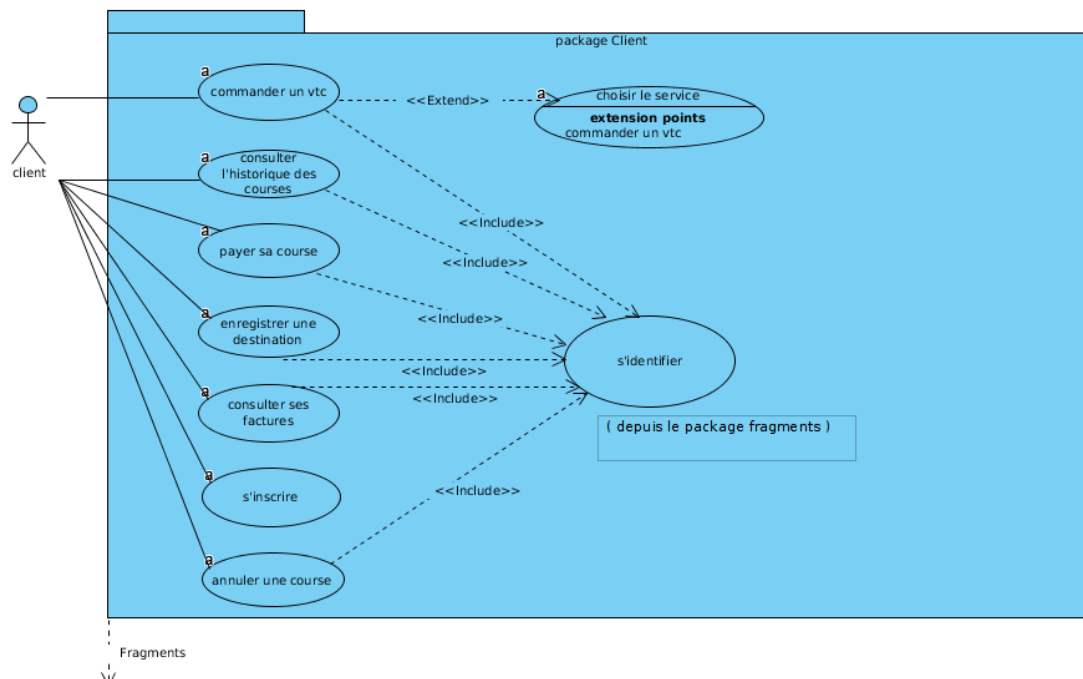 package Client
a
commander un vtc
<<Extend>>
a
choisir le service
extension points
commander un vtc
client
a
consulter
l'historique des
courses
<<Include>>
a
payer sa course
<<Include>>
a
enregistrer une
destination
<<Include>>
s'identifier
<<Include>>
a
consulter ses
factures
<<Include>>
( depuis le package fragments )
a
s'inscrire
<<Include>>
a
annuler une course
Fragments